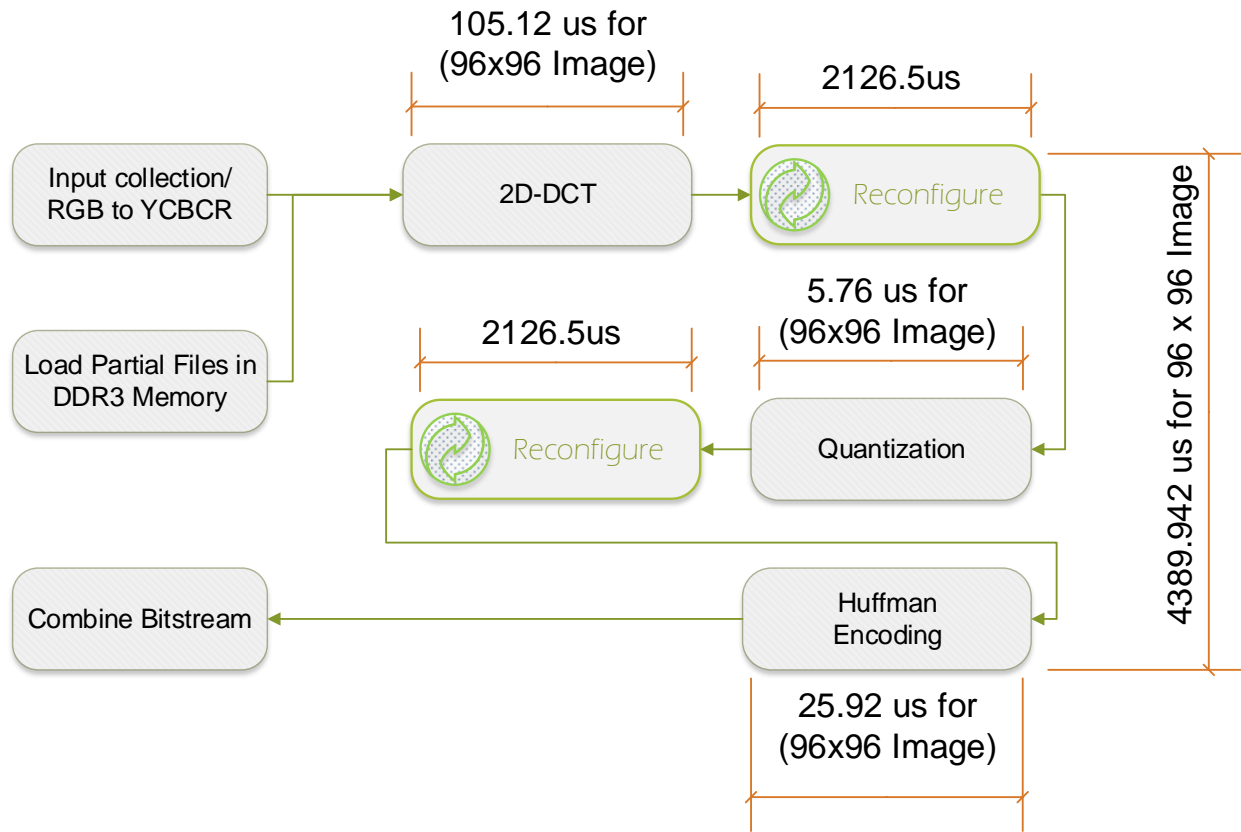 105.12 us for
(96x96 Image)
2126.5us
Input collection/
RGB to YCBCR
2D-DCT
Reconfigure
4389.942 us for 96 x 96 Image
5.76 us for
(96x96 Image)
2126.5us
Load Partial Files in
DDR3 Memory
Reconfigure
Quantization
Combine Bitstream
Huffman
Encoding
25.92 us for
(96x96 Image)